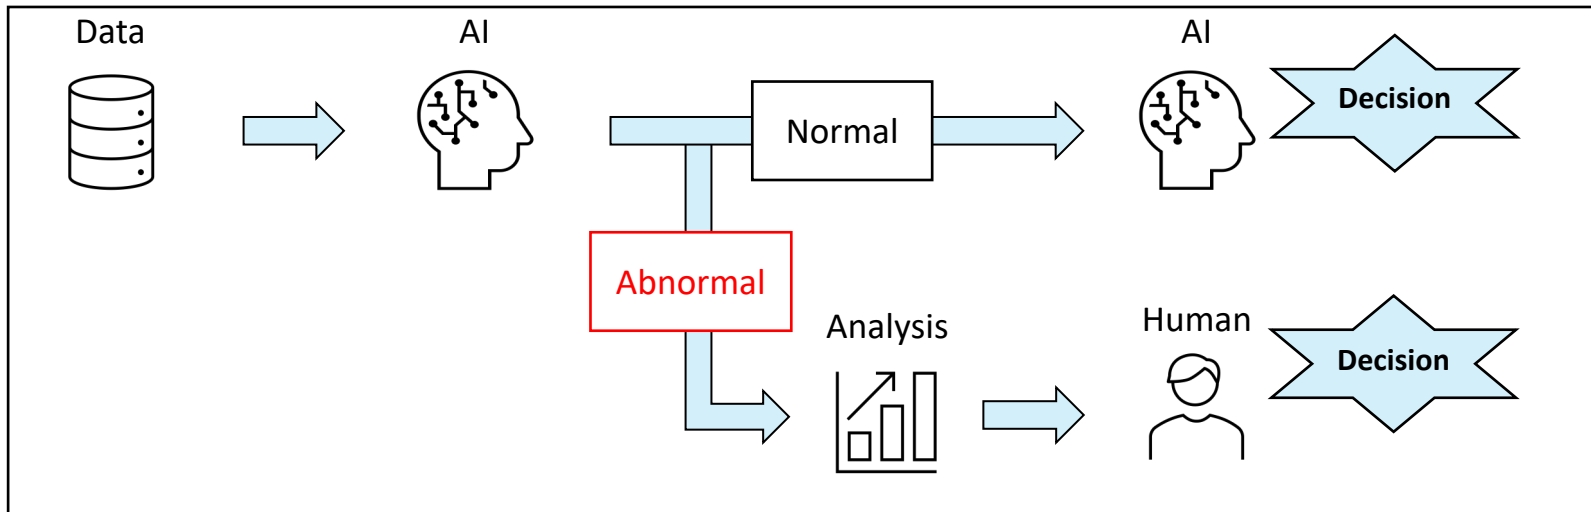 Data
AI
AI
Decision
Normal
Abnormal
Analysis
Human
Decision